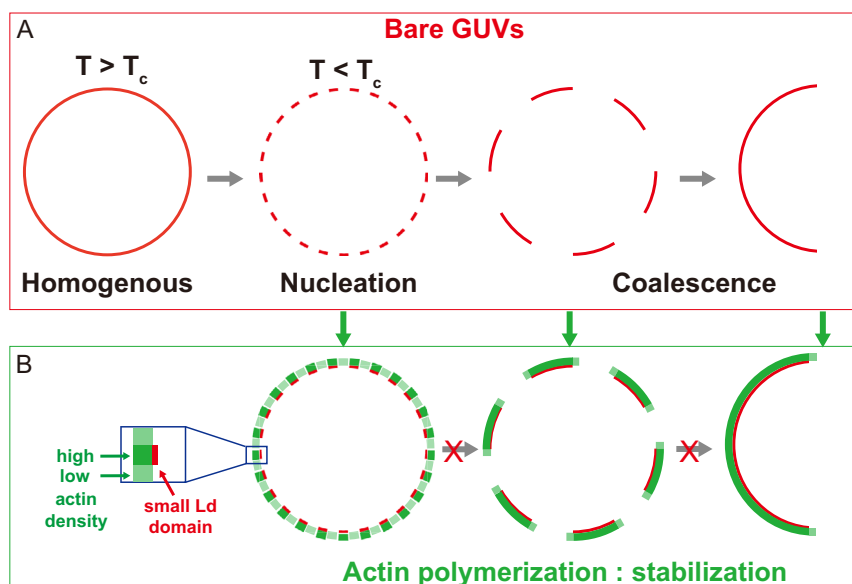 A
Bare GUVs
T > Tc
T < Tc
Homogenous
Nucleation
Coalescence
B
high
low
actin
density
small Ld
domain
X
X
Actin polymerization : stabilization